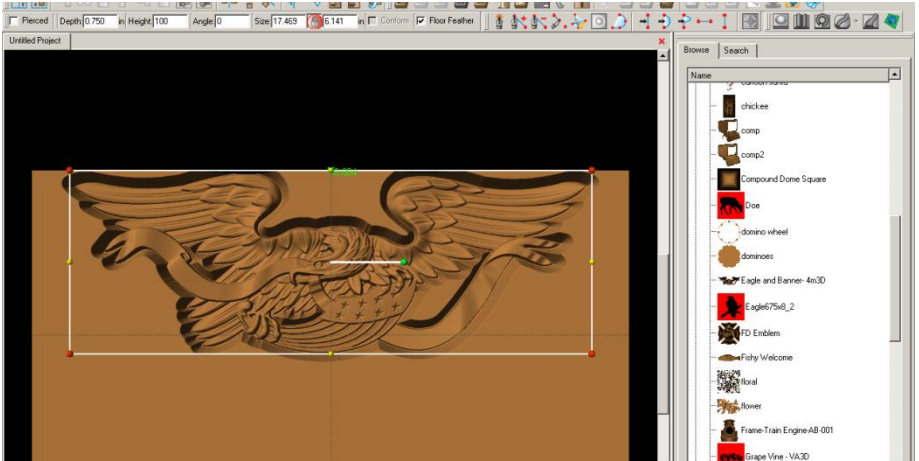 Pierced Depth: 0.750 in Height: 100 Angle: 0 Size: 17.469 6.141 in Conform Floor Feather
Untitled Project
Browse Search
Name
chickee
comp
comp2
Compound Dome Square
Doe
domino wheel
dominoes
Eagle and Banner- 4m3D
Eagle675x8_2
FD Emblem
Fishy Welcome
floral
flower
Frame-Train Engine-AB-001
Grape Vine - VA3D